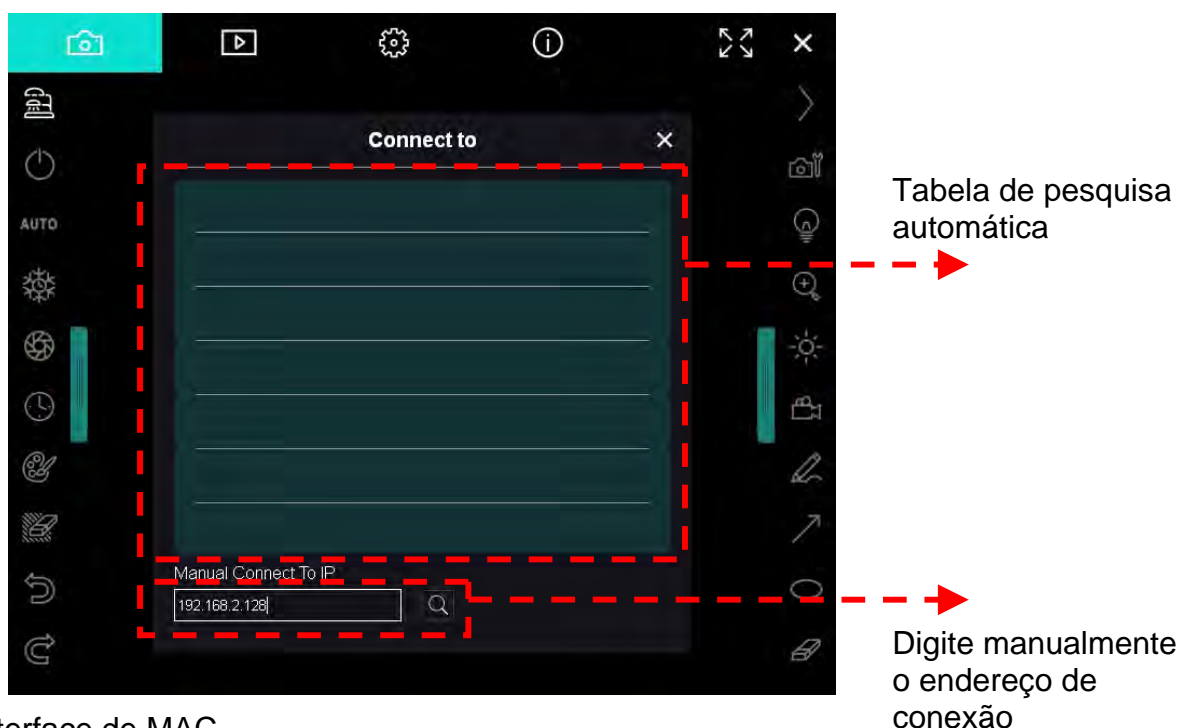 Connect to
AUTO
Tabela de pesquisa
automática
Manual Connect To IP
192.168.2.128
Digite manualmente
o endereço de
conexão